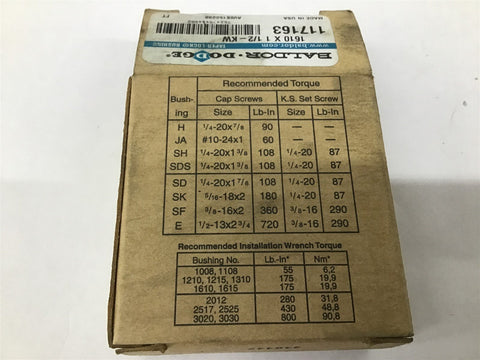 MADE IN USA
117163
1610 X 1 1/2 - KW
www.baldor.com
BALDOR·DODGE
TAPER-LOCK® BUSHING
Recommended Torque
Bush- Cap Screws K.S. Set Screw
ing Size Lb-In Size Lb-In
H 1/4-20x7/8 90 — —
JA #10-24x1 60 — —
SH 1/4-20x1 3/8 108 1/4-20 87
SDS 1/4-20x1 3/8 108 1/4-20 87
SD 1/4-20x1 7/8 108 1/4-20 87
SK 5/16-18x2 180 1/4-20 87
SF 3/8-16x2 360 3/8-16 290
E 1/2-13x2 3/4 720 3/8-16 290
Recommended Installation Wrench Torque
Bushing No. Lb.-In* Nm*
1008, 1108 55 6,2
1210, 1215, 1310 175 19,9
1610, 1615 175 19,9
2012 280 31,8
2517, 2525 430 48,8
3020, 3030 800 90,8